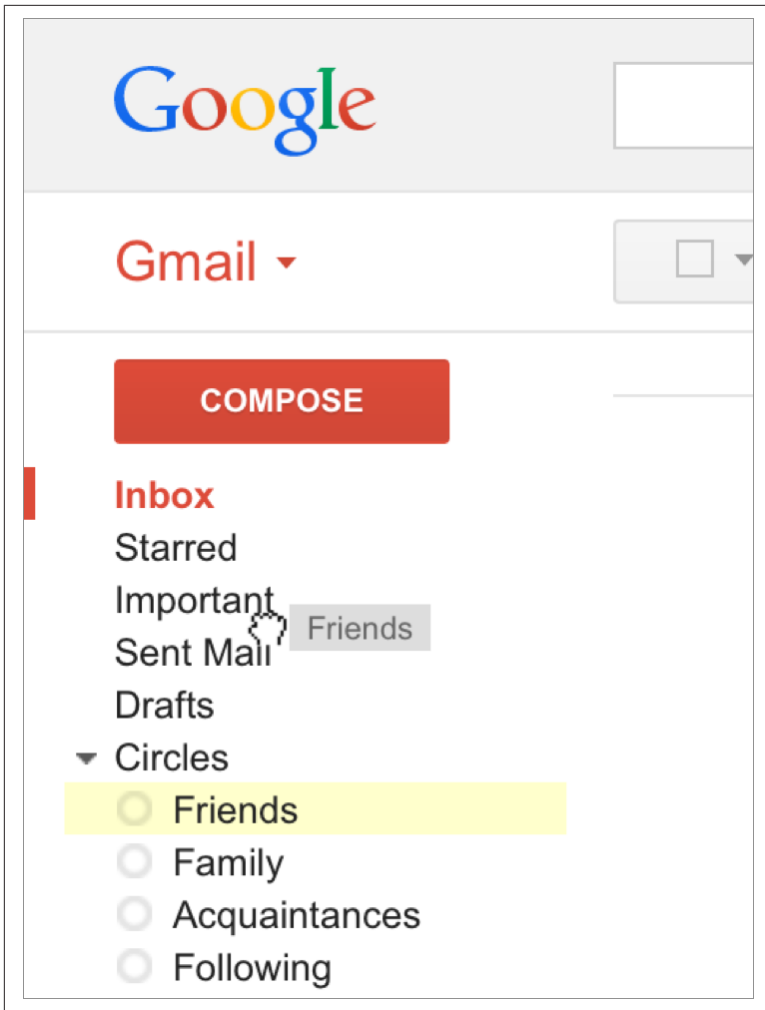 Google
Gmail
COMPOSE
Inbox
Starred
Important
Friends
Sent Mail
Drafts
Circles
Friends
Family
Acquaintances
Following